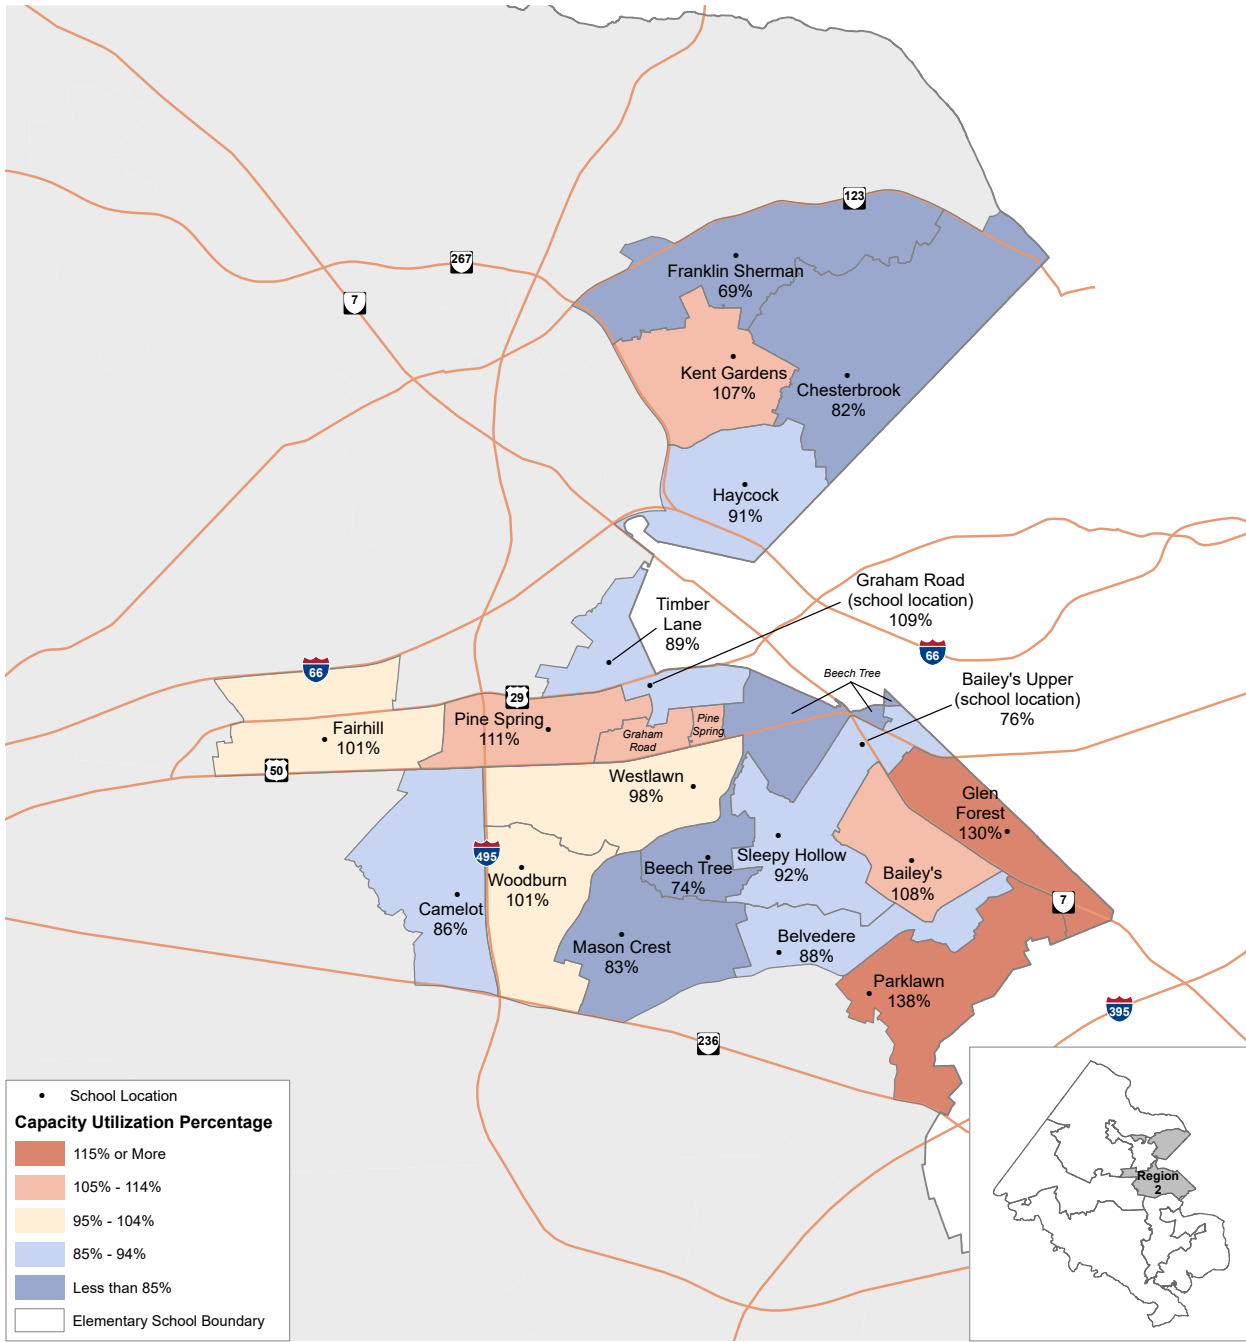 123
267
7
Franklin Sherman
69%
Kent Gardens
107%
Chesterbrook
82%
Haycock
91%
Graham Road
(school location)
109%
Timber
Lane
89%
66
66
Beech Tree
Bailey's Upper
(school location)
76%
29
Pine Spring
111%
Graham
Road
Pine
Spring
Fairhill
101%
50
Westlawn
98%
Glen
Forest
130%
495
Woodburn
101%
Beech Tree
74%
Sleepy Hollow
92%
Bailey's
108%
Camelot
86%
7
Mason Crest
83%
Belvedere
88%
Parklawn
138%
395
236
School Location
Capacity Utilization Percentage
115% or More
105% - 114%
95% - 104%
85% - 94%
Less than 85%
Elementary School Boundary
Region
2